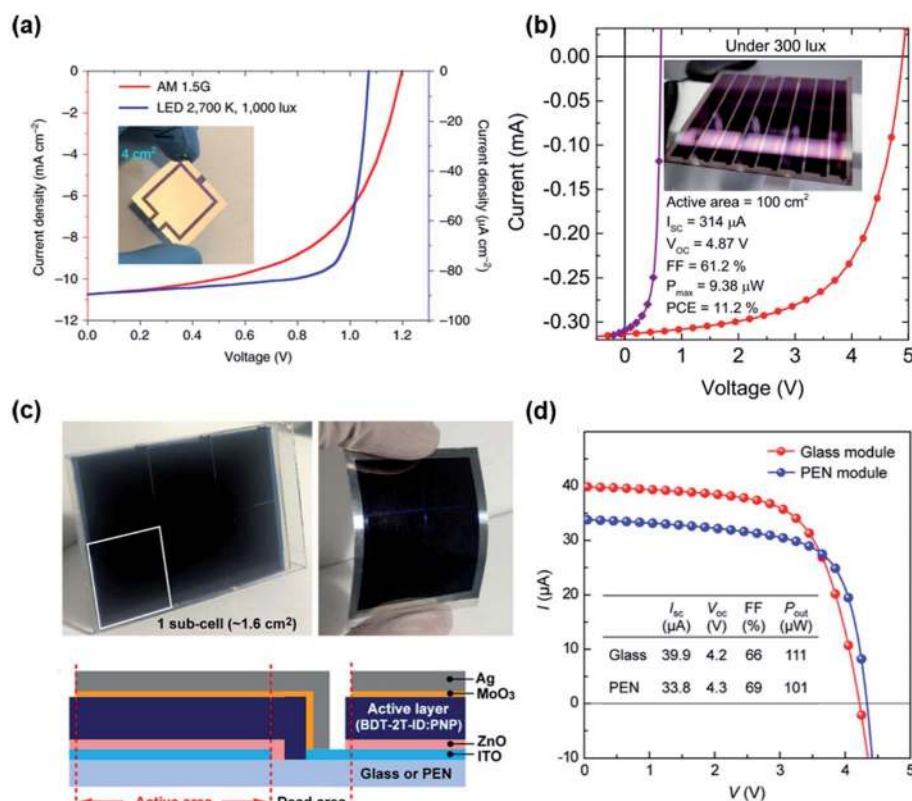 (a)
0
-2
-4
-6
-8
-10
-12
Current density (mA cm⁻²)
AM 1.5G
LED 2,700 K, 1,000 lux
4 cm²
0
-20
-40
-60
-80
-100
Current density (μA cm⁻²)
0.0 0.2 0.4 0.6 0.8 1.0 1.2
Voltage (V)
(b)
Under 300 lux
0.00
-0.05
-0.10
-0.15
-0.20
-0.25
-0.30
Current (mA)
Active area = 100 cm²
I_SC = 314 μA
V_OC = 4.87 V
FF = 61.2 %
P_max = 9.38 μW
PCE = 11.2 %
0 1 2 3 4 5
Voltage (V)
(c)
1 sub-cell (~1.6 cm²)
Ag
MoO₃
Active layer
(BDT-2T-ID:PNP)
ZnO
ITO
Glass or PEN
Active area Dead area
(d)
Glass module
PEN module
40
30
20
10
0
-10
I (μA)
I_sc V_oc FF P_out
(μA) (V) (%) (μW)
Glass 39.9 4.2 66 111
PEN 33.8 4.3 69 101
0 1 2 3 4 5
V (V)